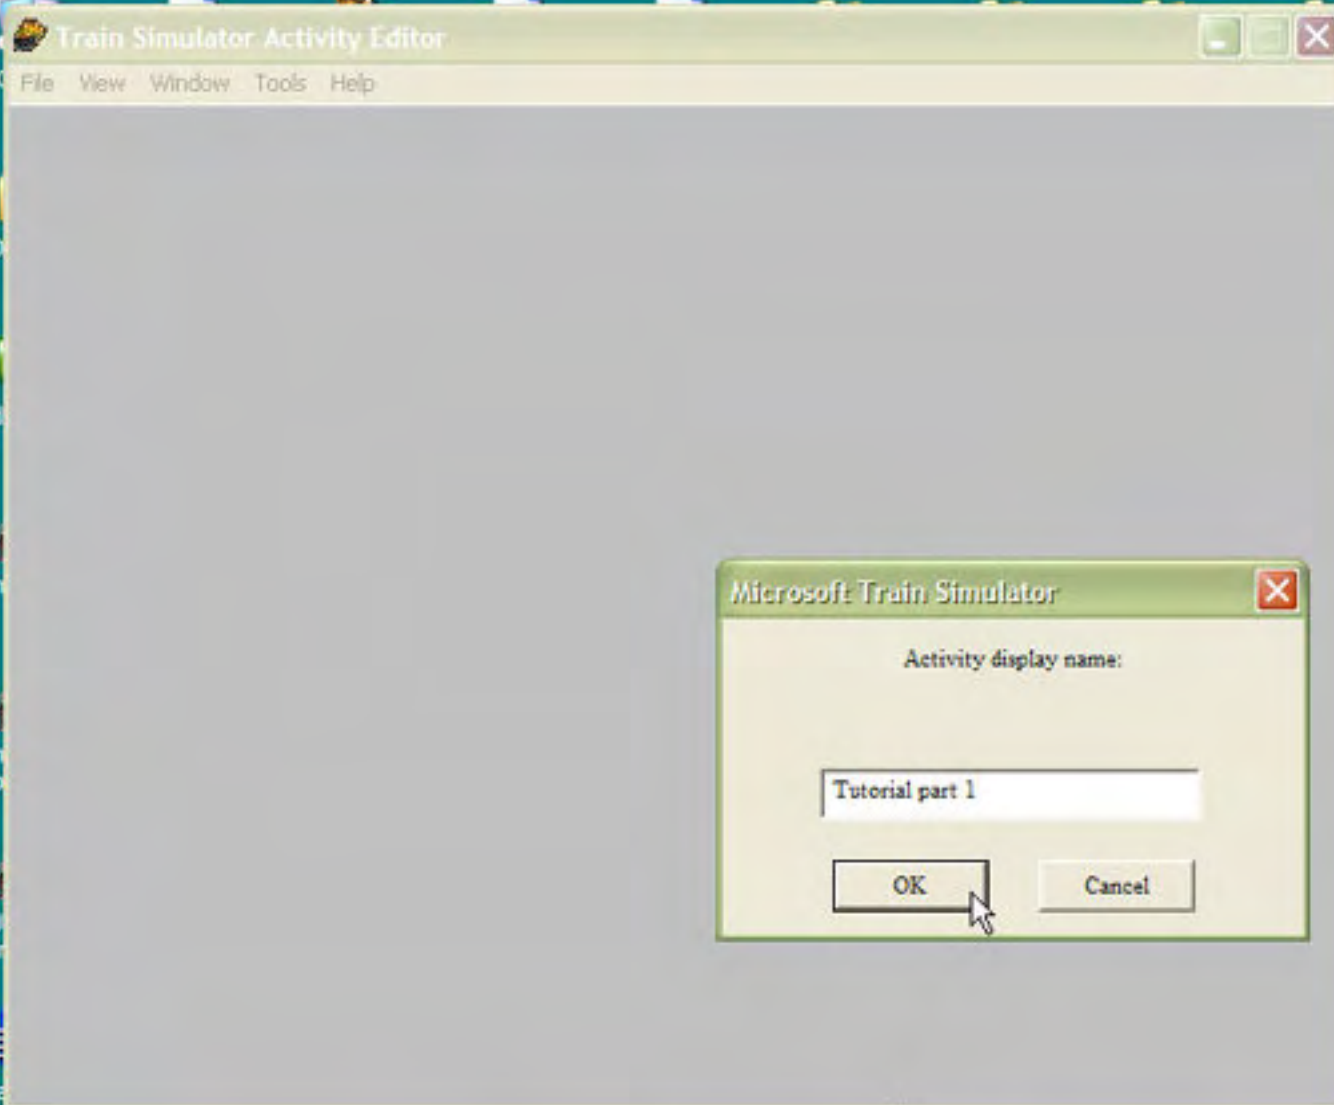 Train Simulator Activity Editor
File View Window Tools Help
Microsoft Train Simulator
Activity display name:
Tutorial part 1
OK Cancel